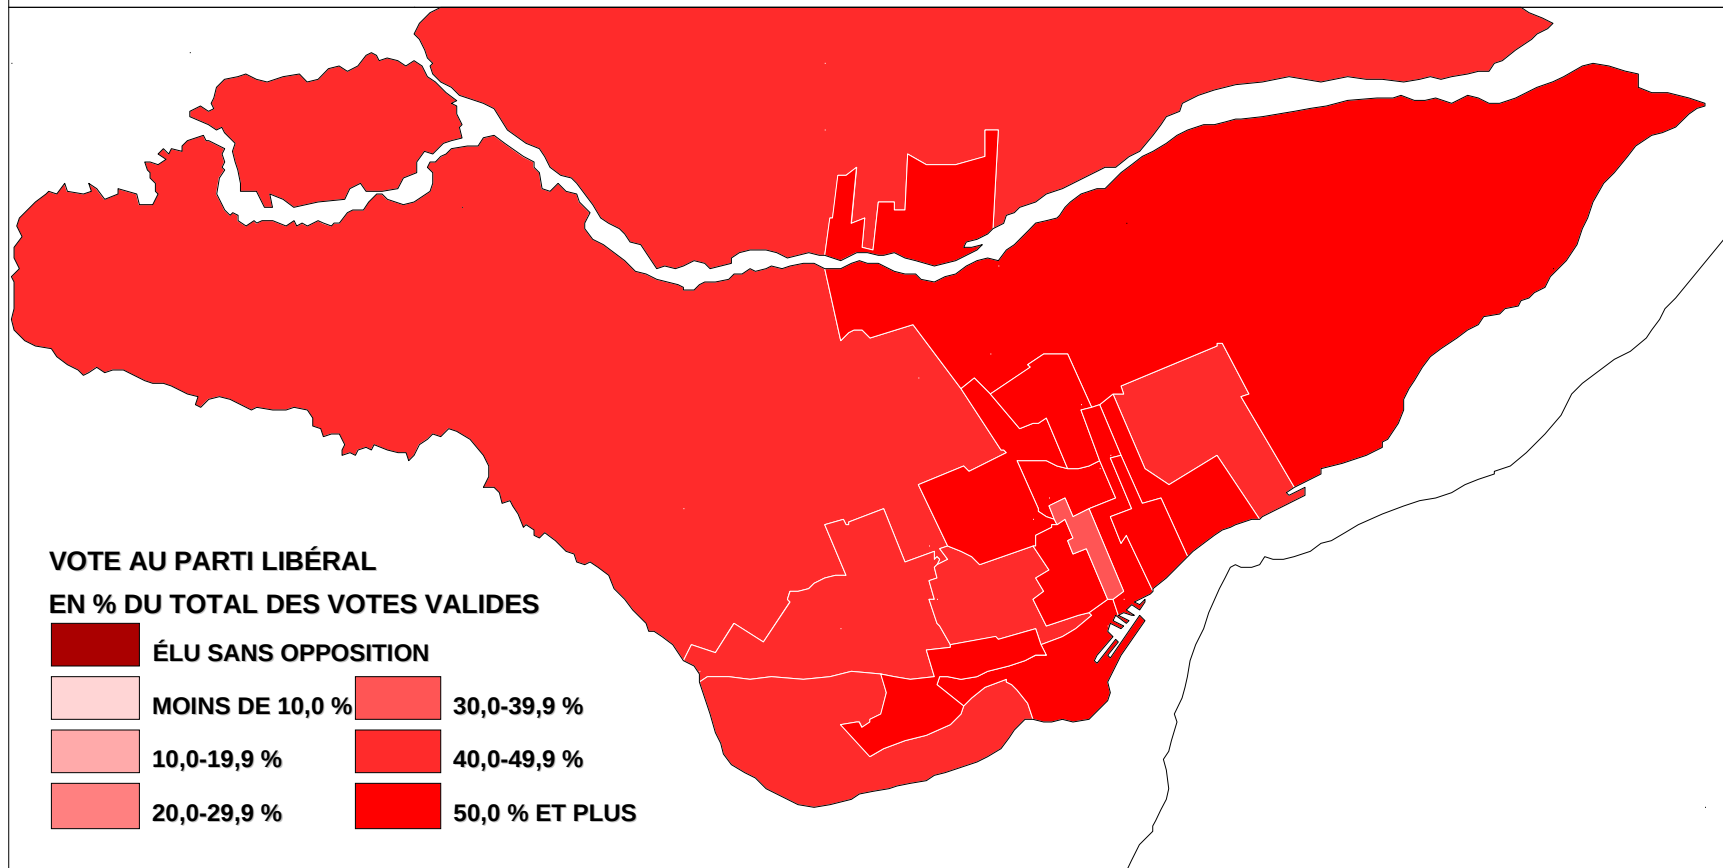 VOTE AU PARTI LIBÉRAL
EN % DU TOTAL DES VOTES VALIDES
ÉLU SANS OPPOSITION
MOINS DE 10,0 %
30,0-39,9 %
10,0-19,9 %
40,0-49,9 %
20,0-29,9 %
50,0 % ET PLUS